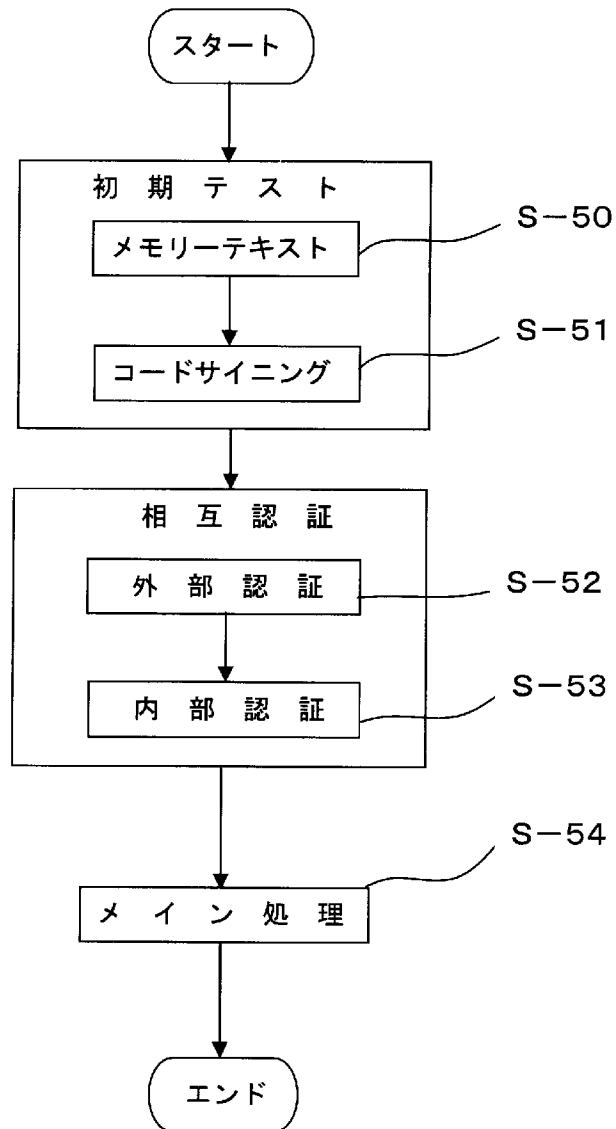 スタート
初期テスト
メモリーテキスト
S-50
コードサイニング
S-51
相互認証
外部認証
S-52
内部認証
S-53
メイン処理
S-54
エンド